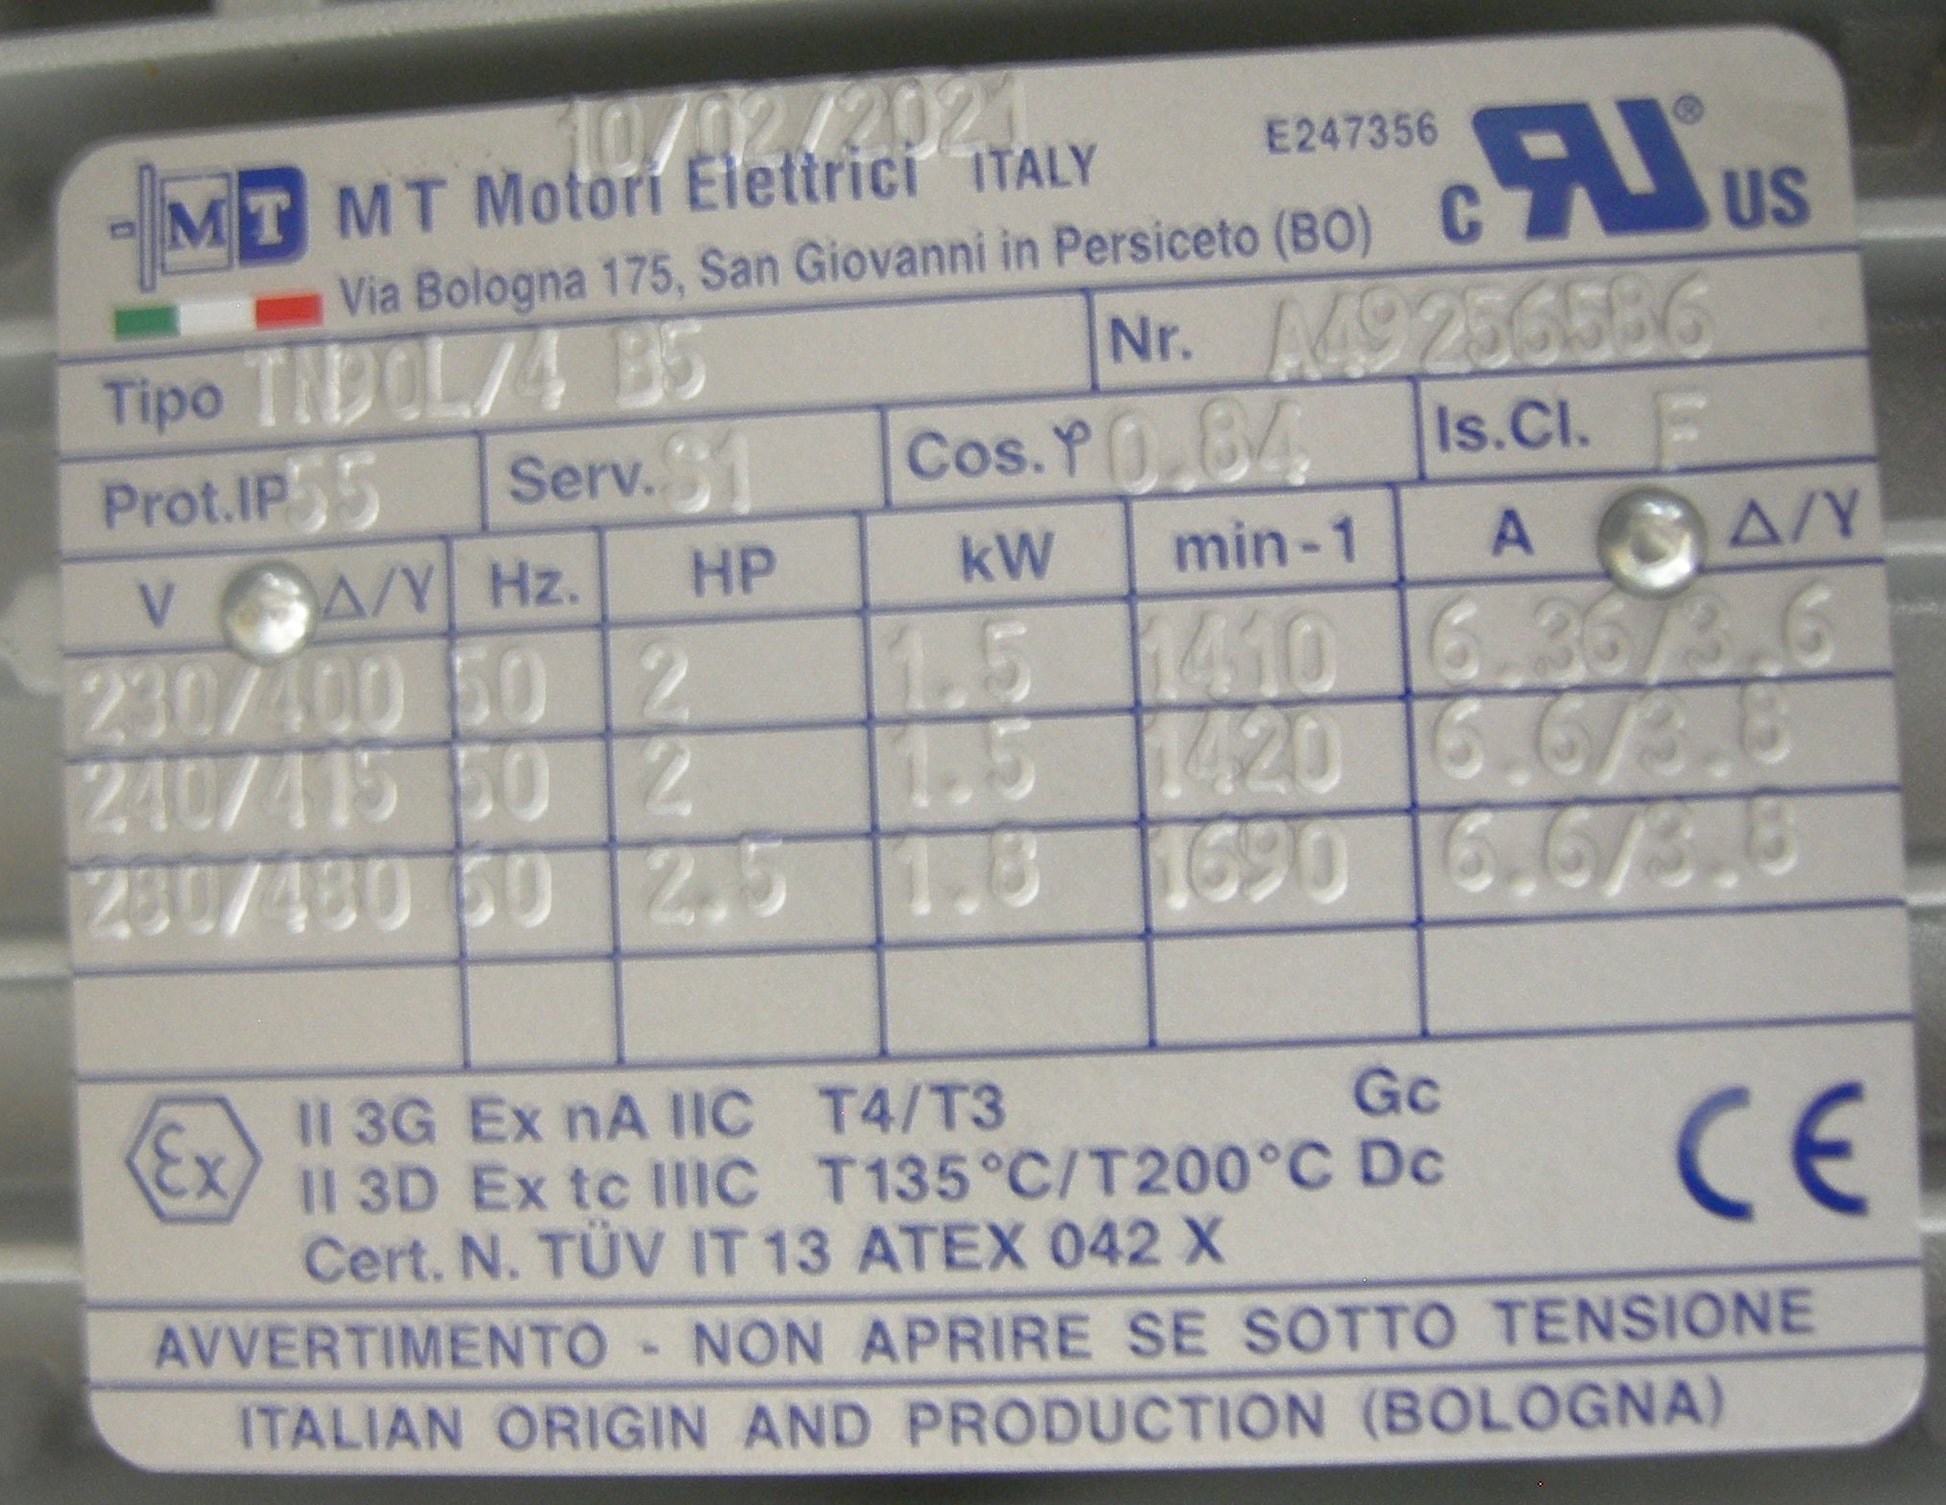 10/02/2021
MT MT Motori Elettrici ITALY E247356 c RU ® US
Via Bologna 175, San Giovanni in Persiceto (BO)
Tipo TN90L/4 B5 Nr. A49256586
Prot.IP 55 Serv. S1 Cos.φ 0.84 Is.Cl. F
V Δ/Y Hz. HP kW min-1 A Δ/Y
230/400 50 2 1.5 1410 6.36/3.6
240/415 50 2 1.5 1420 6.6/3.8
280/480 60 2.5 1.8 1690 6.6/3.8
Ex II 3G Ex nA IIC T4/T3 Gc CE
II 3D Ex tc IIIC T135°C/T200°C Dc
Cert. N. TÜV IT 13 ATEX 042 X
AVVERTIMENTO - NON APRIRE SE SOTTO TENSIONE
ITALIAN ORIGIN AND PRODUCTION (BOLOGNA)